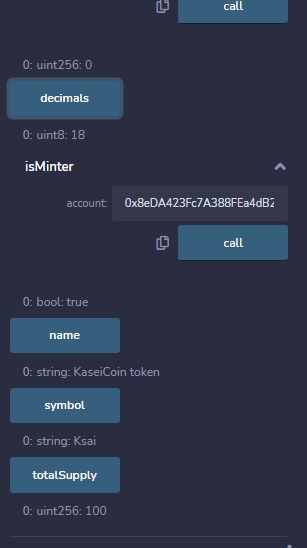 call
0: uint256: 0
decimals
0: uint8: 18
isMinter
account: 0x8eDA423Fc7A388FEa4dB2
call
0: bool: true
name
0: string: KaseiCoin token
symbol
0: string: Ksai
totalSupply
0: uint256: 100